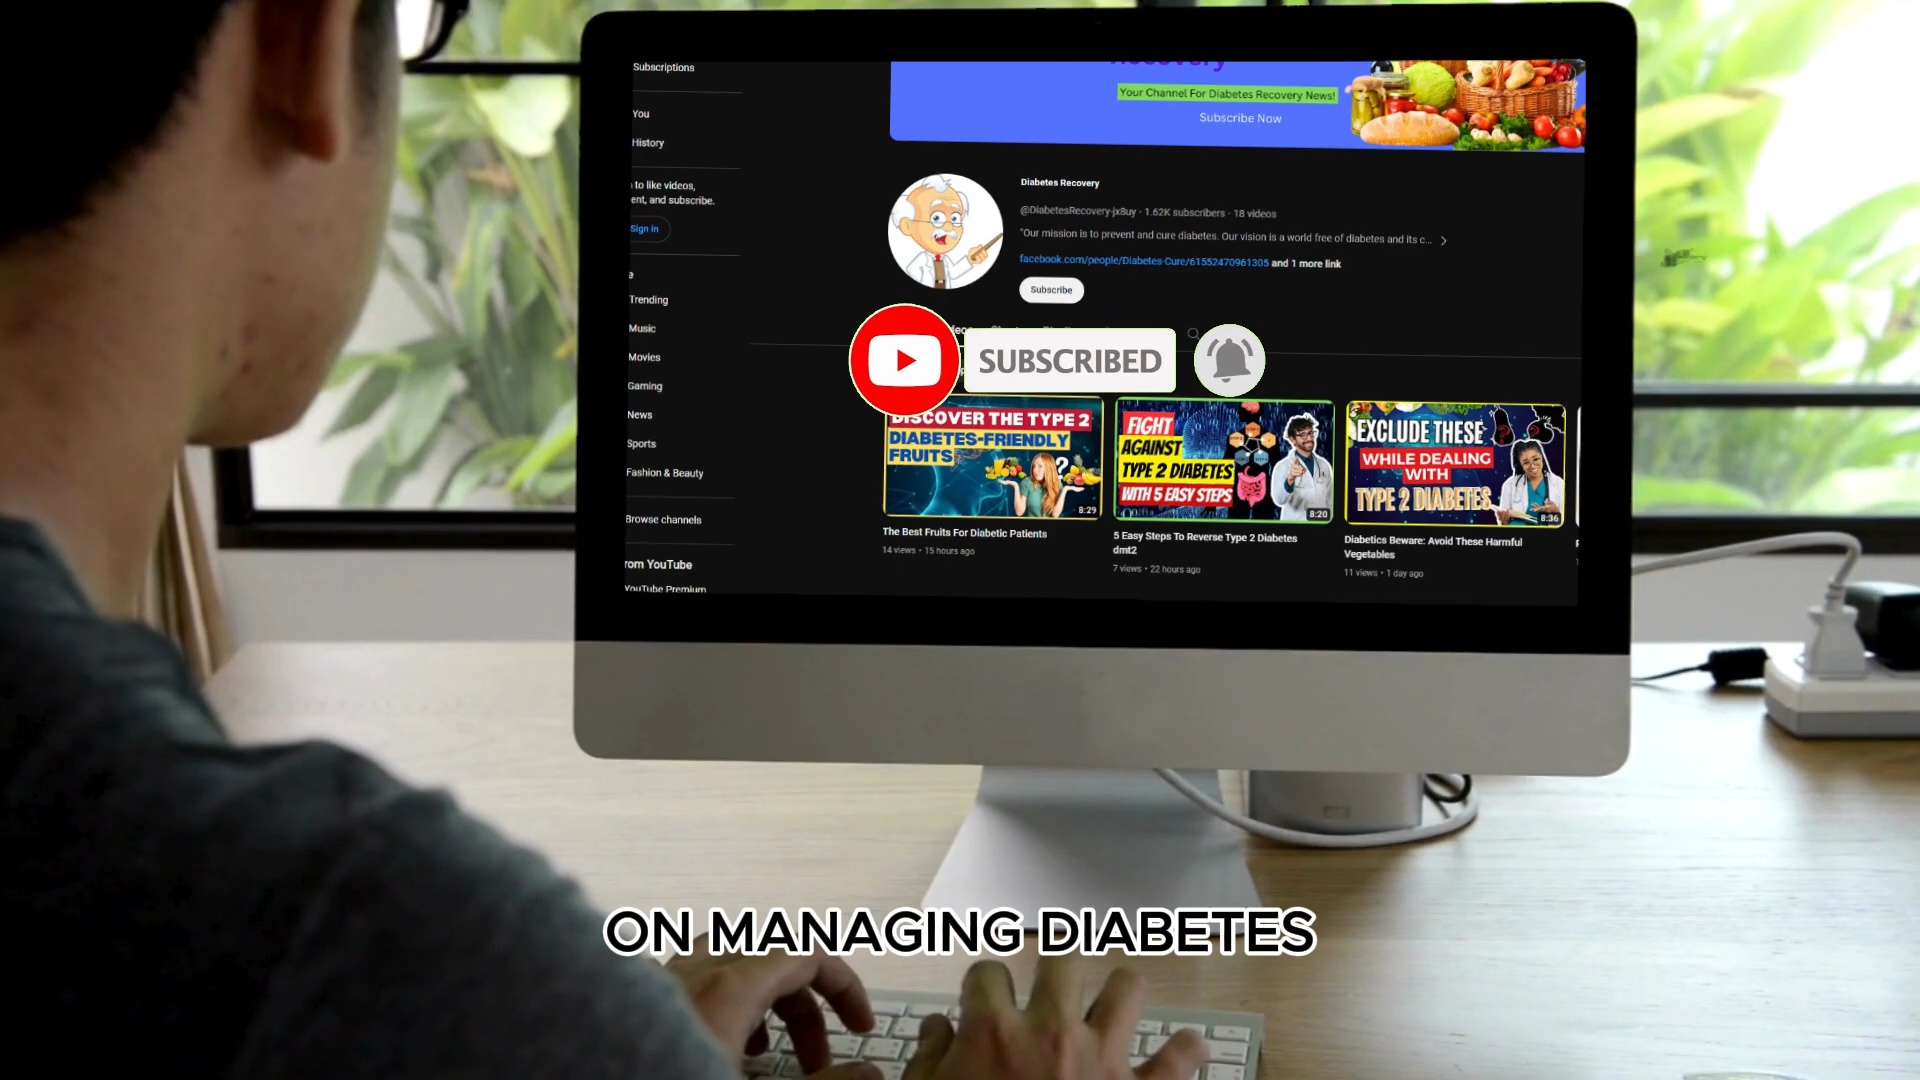 Subscriptions
You
History
to like videos,
ent, and subscribe.
Sign in
e
Trending
Music
Movies
Gaming
News
Sports
Fashion & Beauty
Browse channels
rom YouTube
YouTube Premium
Recovery
Your Channel For Diabetes Recovery News!
Subscribe Now
Diabetes Recovery
@DiabetesRecovery-jx8uy · 1.62K subscribers · 18 videos
"Our mission is to prevent and cure diabetes. Our vision is a world free of diabetes and its c...
facebook.com/people/Diabetes-Cure/61552470961305 and 1 more link
Subscribe
SUBSCRIBED
DISCOVER THE TYPE 2
DIABETES-FRIENDLY
FRUITS
8:29
The Best Fruits For Diabetic Patients
14 views • 15 hours ago
FIGHT
AGAINST
TYPE 2 DIABETES
WITH 5 EASY STEPS
8:20
5 Easy Steps To Reverse Type 2 Diabetes
dmt2
7 views • 22 hours ago
EXCLUDE THESE
WHILE DEALING
WITH
TYPE 2 DIABETES
8:36
Diabetics Beware: Avoid These Harmful
Vegetables
11 views • 1 day ago
ON MANAGING DIABETES